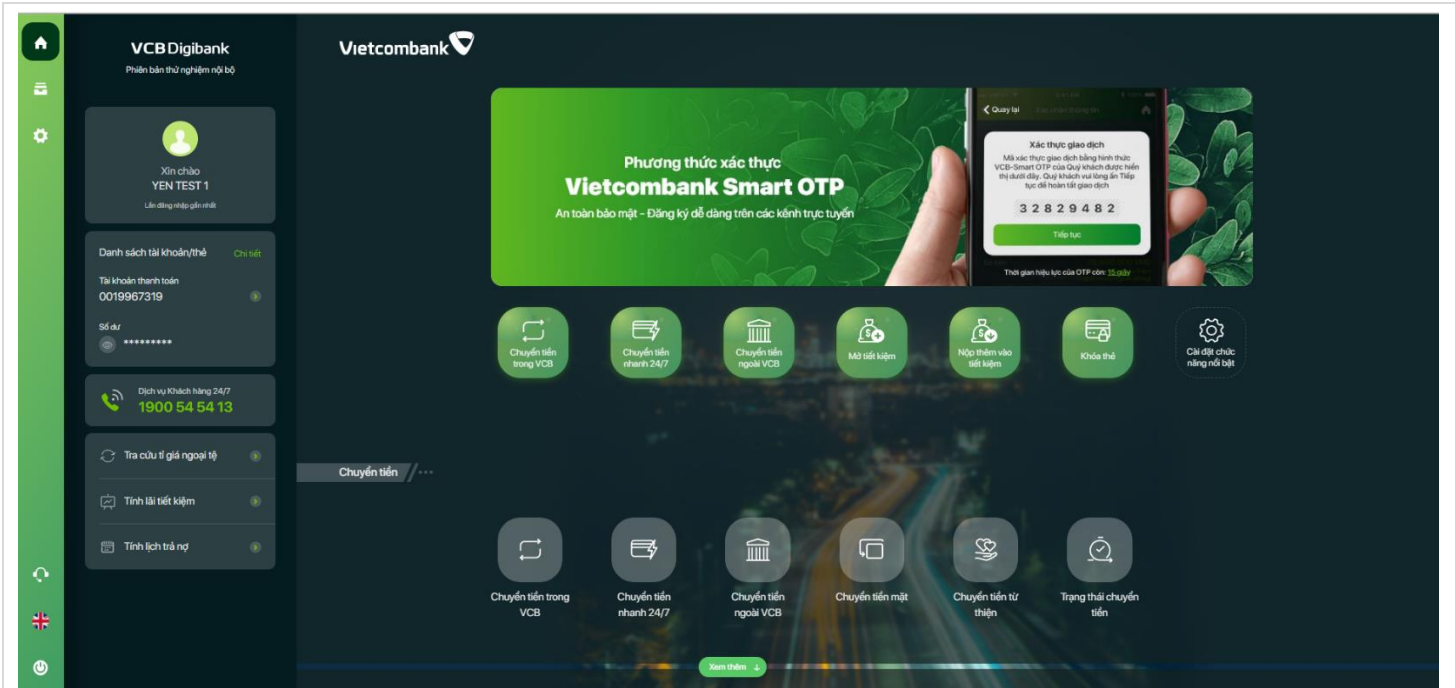 VCB Digibank
Phiên bản thử nghiệm nội bộ
Xin chào
YEN TEST 1
Lần đăng nhập gần nhất
Danh sách tài khoản/thẻ
Chi tiết
Tài khoản thanh toán
0019967319
Số dư
*********
Dịch vụ Khách hàng 24/7
1900 54 54 13
Tra cứu tỉ giá ngoại tệ
Tính lãi tiết kiệm
Tính lịch trả nợ
Vietcombank
Phương thức xác thực
Vietcombank Smart OTP
An toàn bảo mật - Đăng ký dễ dàng trên các kênh trực tuyến
Quay lại
Xác thực giao dịch
Mã xác thực giao dịch bằng hình thức
VCB-Smart OTP của Quý khách được hiển
thị dưới đây. Quý khách vui lòng ấn Tiếp
tục để hoàn tất giao dịch
3 2 8 2 9 4 8 2
Tiếp tục
Thời gian hiệu lực của OTP còn: 15 giây
Chuyển tiền
trong VCB
Chuyển tiền
nhanh 24/7
Chuyển tiền
ngoài VCB
Mở tiết kiệm
Nộp thêm vào
tiết kiệm
Khóa thẻ
Cài đặt chức
năng nổi bật
Chuyển tiền
Chuyển tiền trong
VCB
Chuyển tiền
nhanh 24/7
Chuyển tiền
ngoài VCB
Chuyển tiền mặt
Chuyển tiền từ
thiện
Trạng thái chuyển
tiền
Xem thêm